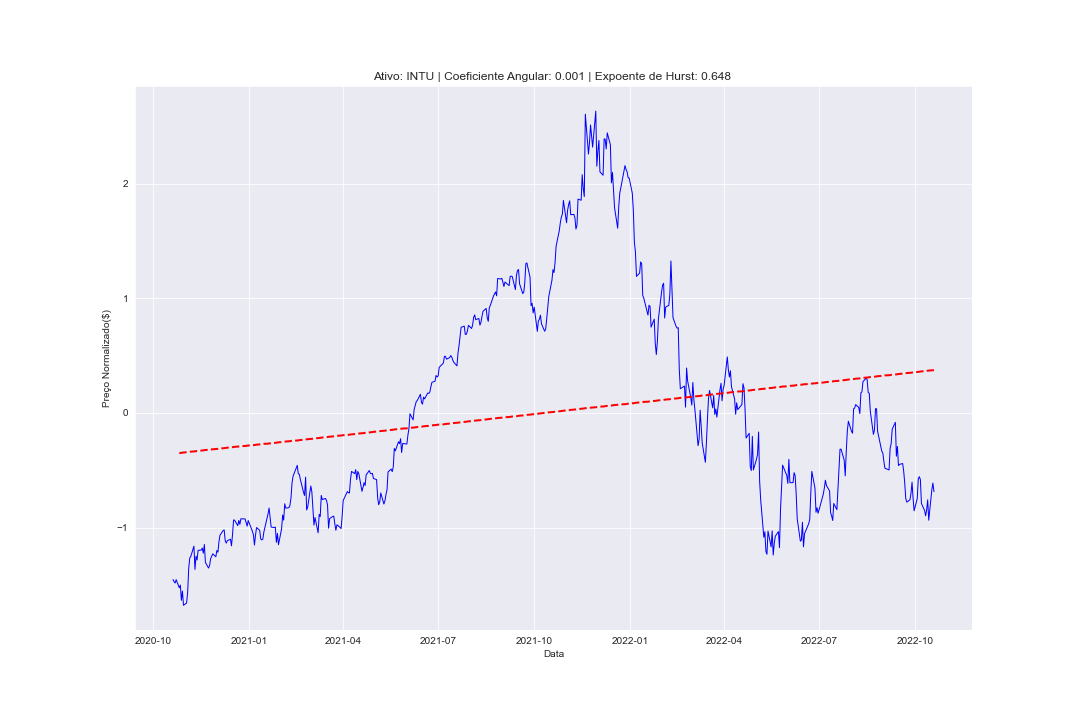 Ativo: INTU | Coeficiente Angular: 0.001 | Expoente de Hurst: 0.648
Preço Normalizado($)
2
1
0
−1
2020-10 2021-01 2021-04 2021-07 2021-10 2022-01 2022-04 2022-07 2022-10
Data